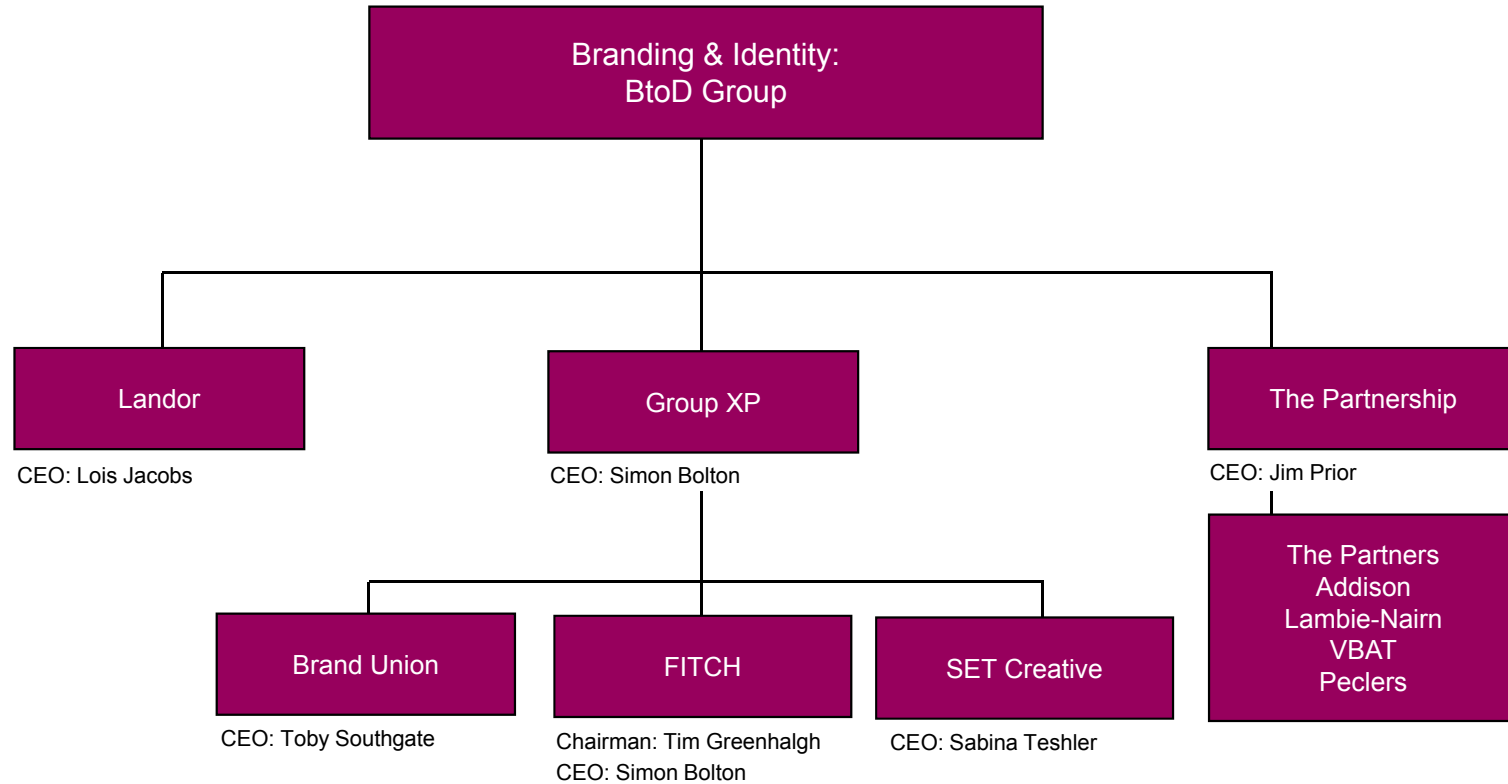 Branding & Identity:
BtoD Group
Landor
CEO: Lois Jacobs
Group XP
CEO: Simon Bolton
The Partnership
CEO: Jim Prior
The Partners
Addison
Lambie-Nairn
VBAT
Peclers
Brand Union
CEO: Toby Southgate
FITCH
Chairman: Tim Greenhalgh
CEO: Simon Bolton
SET Creative
CEO: Sabina Teshler